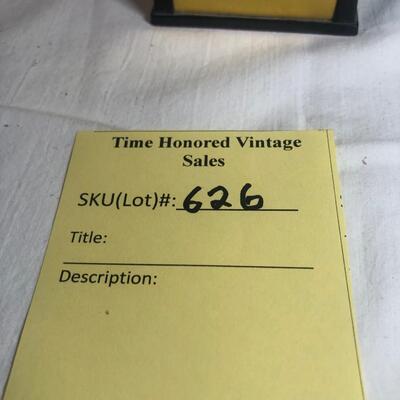 Time Honored Vintage
Sales
SKU(Lot)#: 626
Title:
Description: